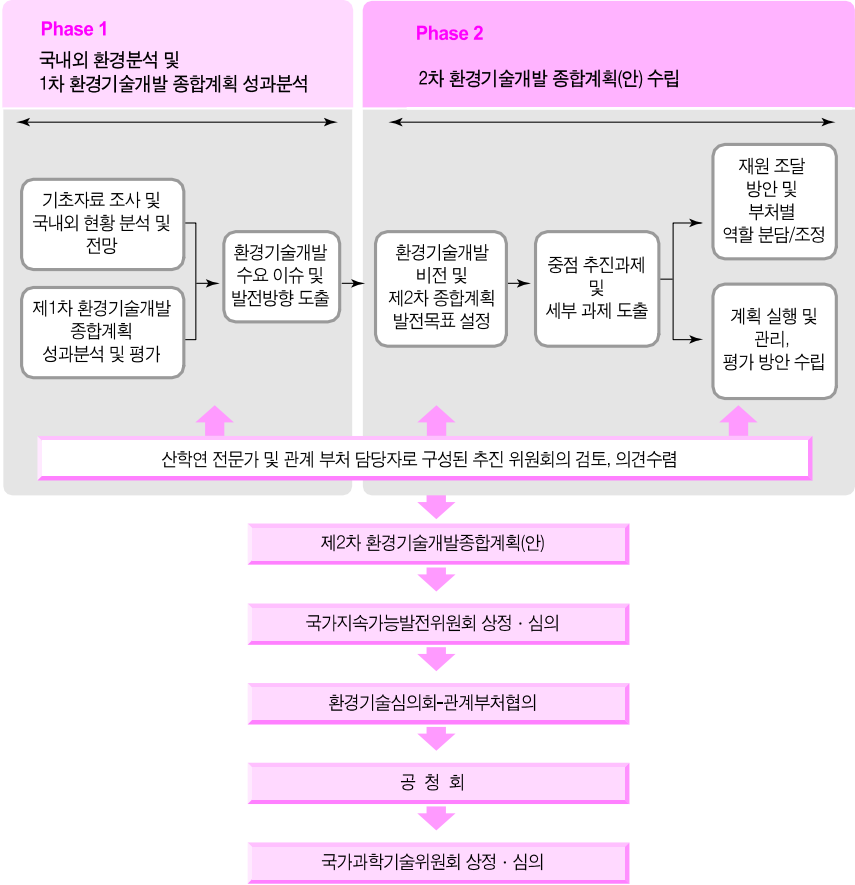 Phase 1
국내외 환경분석 및
1차 환경기술개발 종합계획 성과분석
Phase 2
2차 환경기술개발 종합계획(안) 수립
기초자료 조사 및
국내외 현황 분석 및
전망
제1차 환경기술개발
종합계획
성과분석 및 평가
환경기술개발
수요 이슈 및
발전방향 도출
환경기술개발
비전 및
제2차 종합계획
발전목표 설정
중점 추진과제
및
세부 과제 도출
재원 조달
방안 및
부처별
역할 분담/조정
계획 실행 및
관리,
평가 방안 수립
산학연 전문가 및 관계 부처 담당자로 구성된 추진 위원회의 검토, 의견수렴
제2차 환경기술개발종합계획(안)
국가지속가능발전위원회 상정 · 심의
환경기술심의회-관계부처협의
공 청 회
국가과학기술위원회 상정 · 심의